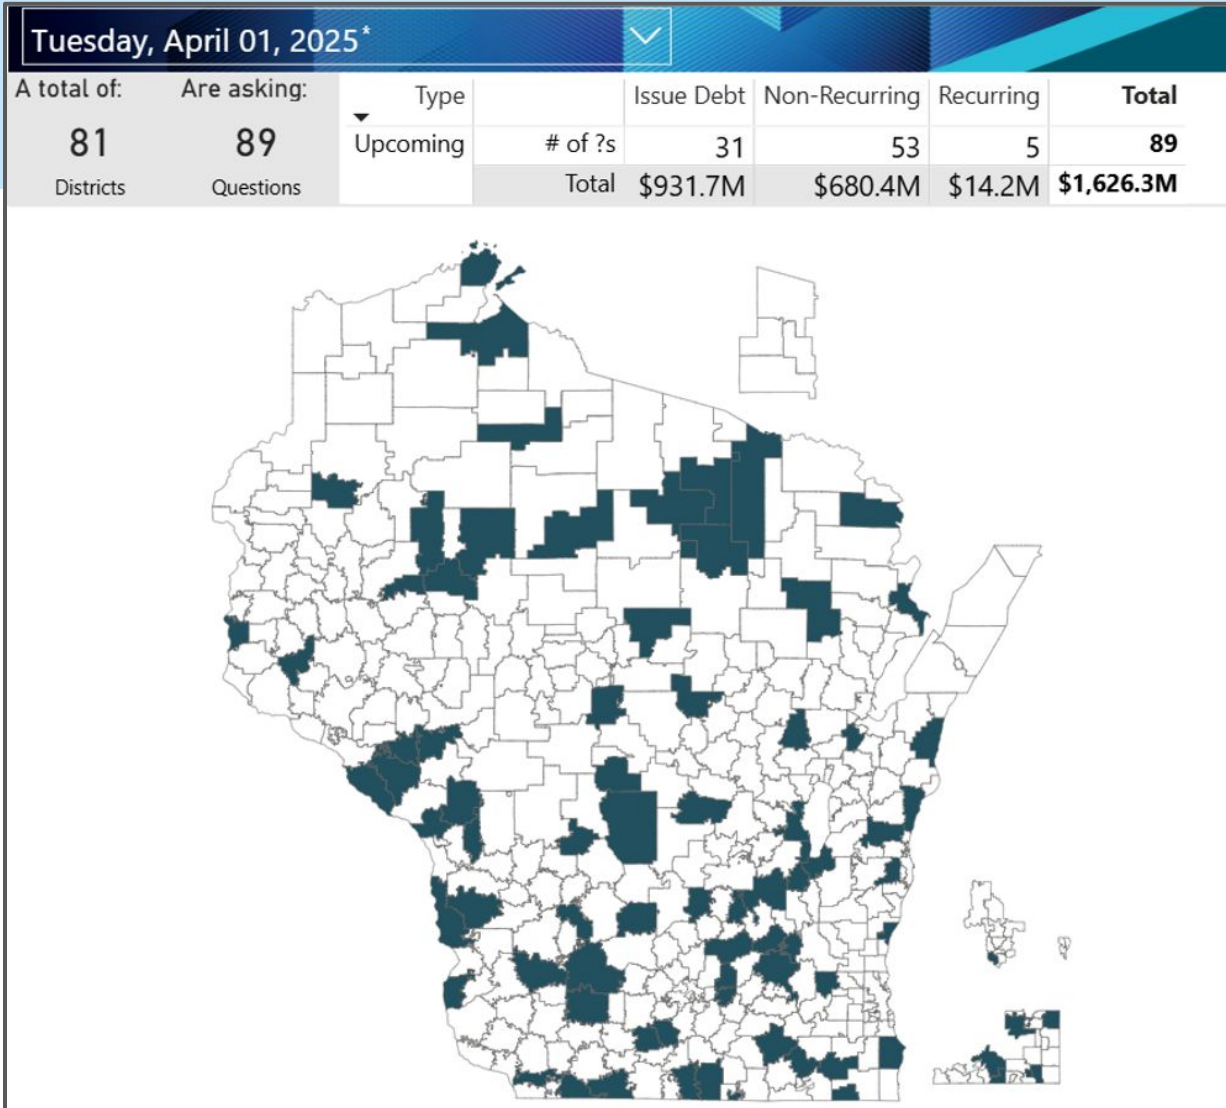 Tuesday, April 01, 2025*
A total of: Are asking: Type Issue Debt Non-Recurring Recurring Total
81 89 Upcoming # of ?s 31 53 5 89
Districts Questions Total $931.7M $680.4M $14.2M $1,626.3M